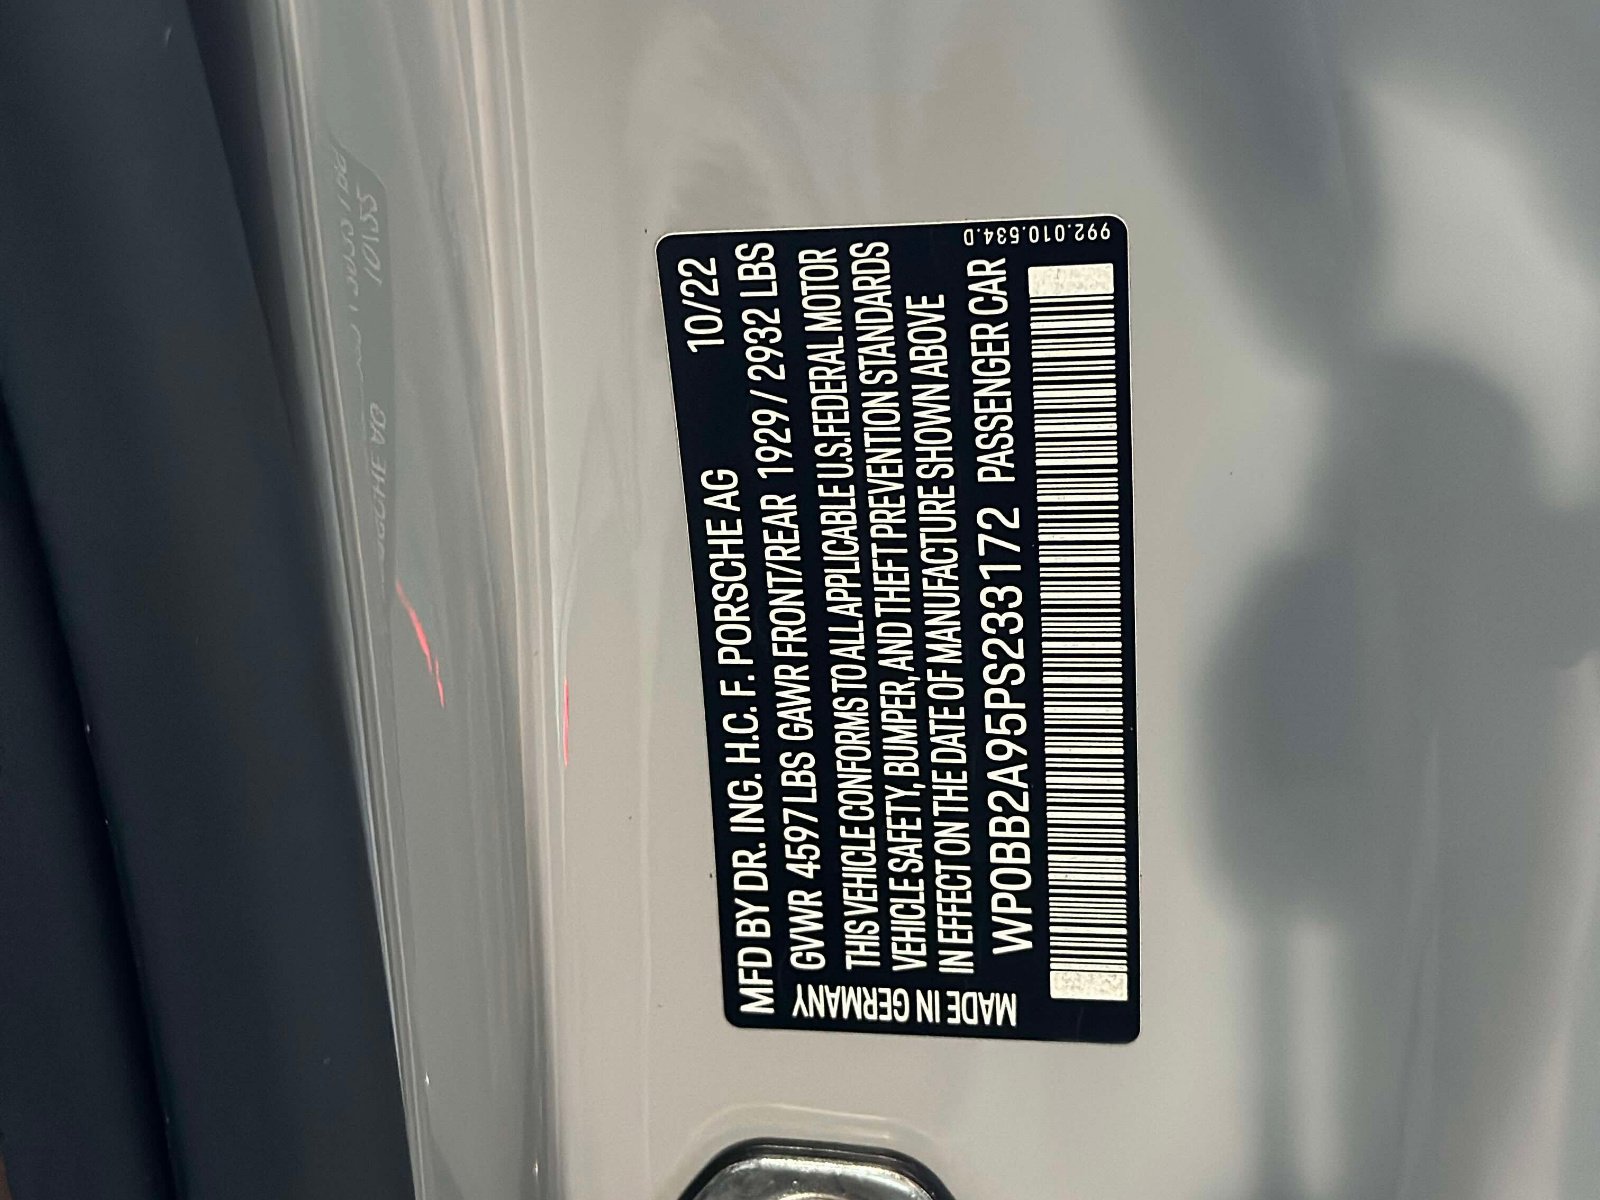 MFD BY DR. ING. H.C. F. PORSCHE AG 10/22
GVWR 4597 LBS GAWR FRONT/REAR 1929 / 2932 LBS
THIS VEHICLE CONFORMS TO ALL APPLICABLE U.S. FEDERAL MOTOR
VEHICLE SAFETY, BUMPER, AND THEFT PREVENTION STANDARDS
IN EFFECT ON THE DATE OF MANUFACTURE SHOWN ABOVE
WP0BB2A95PS233172 PASSENGER CAR
MADE IN GERMANY
992.010.534.D